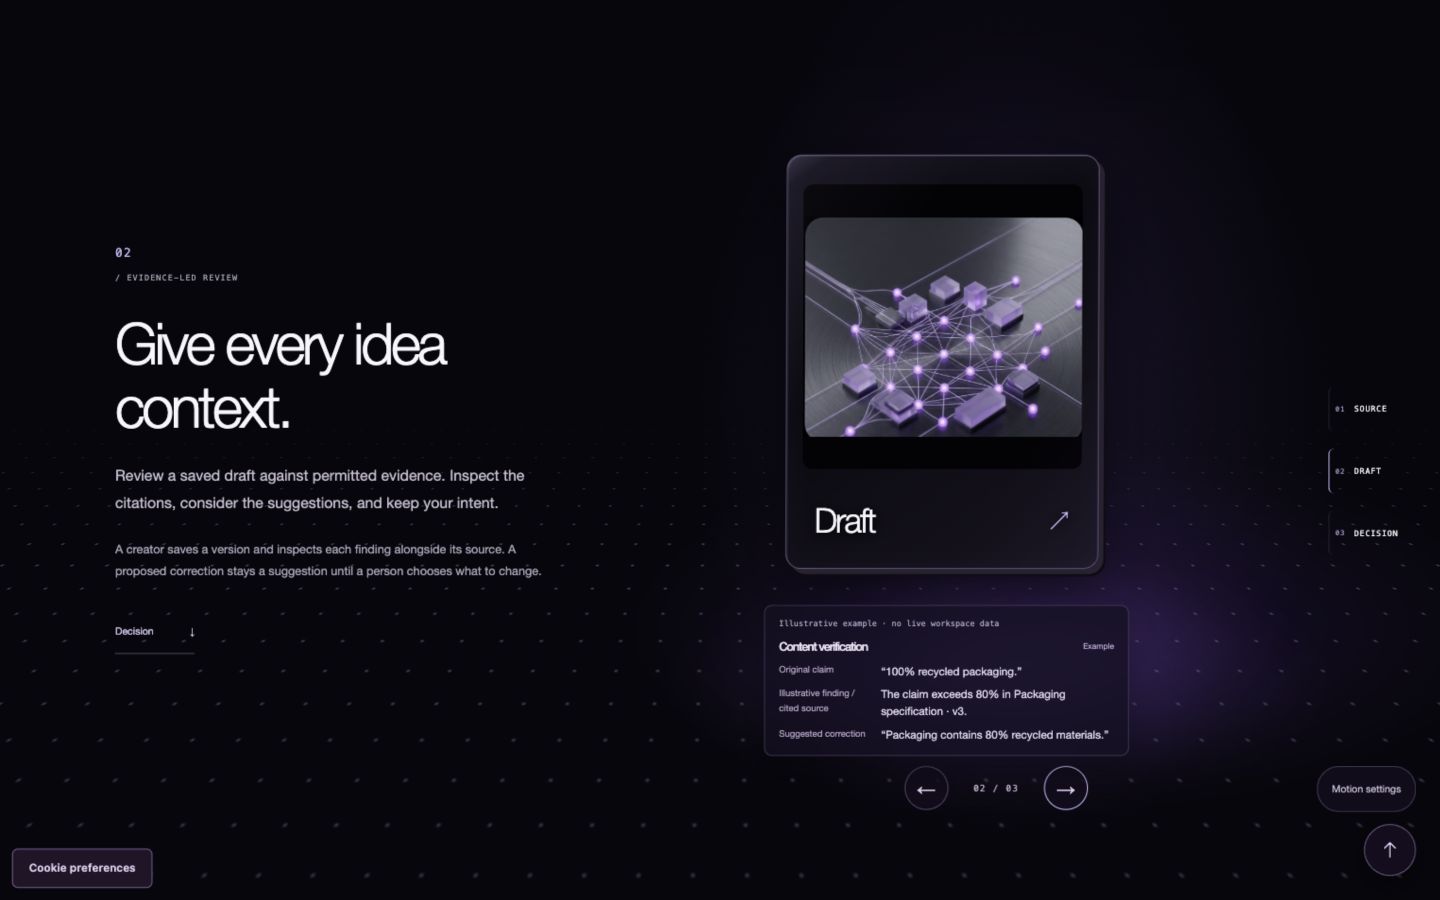 02
/ EVIDENCE-LED REVIEW
Give every idea
context.
Review a saved draft against permitted evidence. Inspect the
citations, consider the suggestions, and keep your intent.
A creator saves a version and inspects each finding alongside its source. A
proposed correction stays a suggestion until a person chooses what to change.
Decision ↓
Draft ↗
Illustrative example · no live workspace data
Content verification Example
Original claim “100% recycled packaging.”
Illustrative finding / The claim exceeds 80% in Packaging
cited source specification · v3.
Suggested correction “Packaging contains 80% recycled materials.”
← 02 / 03 →
01 SOURCE
02 DRAFT
03 DECISION
Motion settings
↑
Cookie preferences